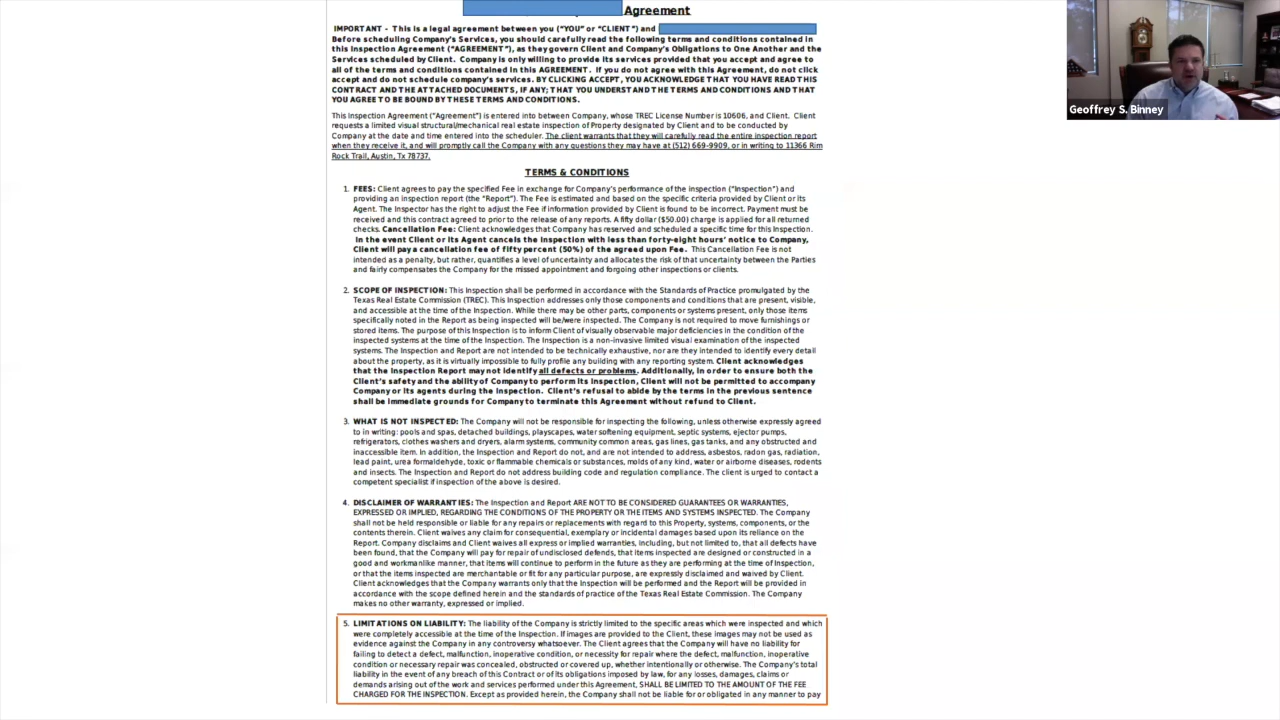 Agreement
IMPORTANT - This is a legal agreement between you ("YOU" or "CLIENT") and
Before scheduling Company's Services, you should carefully read the following terms and conditions contained in
this Inspection Agreement ("AGREEMENT"), as they govern Client and Company's Obligations to One Another and the
Services scheduled by Client. Company is only willing to provide its services provided that you accept and agree to
all of the terms and conditions contained in this AGREEMENT. If you do not agree with this Agreement, do not click
accept and do not schedule company's services. BY CLICKING ACCEPT, YOU ACKNOWLEDGE THAT YOU HAVE READ THIS
CONTRACT AND THE ATTACHED DOCUMENTS, IF ANY; THAT YOU UNDERSTAND THE TERMS AND CONDITIONS AND THAT
YOU AGREE TO BE BOUND BY THESE TERMS AND CONDITIONS.
This Inspection Agreement ("Agreement") is entered into between Company, whose TREC License Number is 10606, and Client. Client
requests a limited visual structural/mechanical real estate inspection of Property designated by Client and to be conducted by
Company at the date and time entered into the scheduler. The client warrants that they will carefully read the entire inspection report
when they receive it, and will promptly call the Company with any questions they may have at (512) 669-9909, or in writing to 11366 Rim
Rock Trail, Austin, Tx 78737.
TERMS & CONDITIONS
1. FEES: Client agrees to pay the specified Fee in exchange for Company's performance of the inspection ("Inspection") and
providing an inspection report (the "Report"). The Fee is estimated and based on the specific criteria provided by Client or its
Agent. The Inspector has the right to adjust the Fee if information provided by Client is found to be incorrect. Payment must be
received and this contract agreed to prior to the release of any reports. A fifty dollar ($50.00) charge is applied for all returned
checks. Cancellation Fee: Client acknowledges that Company has reserved and scheduled a specific time for this Inspection.
In the event Client or its Agent cancels the Inspection with less than forty-eight hours' notice to Company,
Client will pay a cancellation fee of fifty percent (50%) of the agreed upon Fee. This Cancellation Fee is not
intended as a penalty, but rather, quantifies a level of uncertainty and allocates the risk of that uncertainty between the Parties
and fairly compensates the Company for the missed appointment and forgoing other inspections or clients.
2. SCOPE OF INSPECTION: This Inspection shall be performed in accordance with the Standards of Practice promulgated by the
Texas Real Estate Commission (TREC). This Inspection addresses only those components and conditions that are present, visible,
and accessible at the time of the Inspection. While there may be other parts, components or systems present, only those items
specifically noted in the Report as being inspected will be/were inspected. The Company is not required to move furnishings or
stored items. The purpose of this Inspection is to inform Client of visually observable major deficiencies in the condition of the
inspected systems at the time of the Inspection. The Inspection is a non-invasive limited visual examination of the inspected
systems. The Inspection and Report are not intended to be technically exhaustive, nor are they intended to identify every detail
about the property, as it is virtually impossible to fully profile any building with any reporting system. Client acknowledges
that the Inspection Report may not identify all defects or problems. Additionally, in order to ensure both the
Client's safety and the ability of Company to perform its Inspection, Client will not be permitted to accompany
Company or its agents during the Inspection. Client's refusal to abide by the terms in the previous sentence
shall be immediate grounds for Company to terminate this Agreement without refund to Client.
3. WHAT IS NOT INSPECTED: The Company will not be responsible for inspecting the following, unless otherwise expressly agreed
to in writing: pools and spas, detached buildings, playscapes, water softening equipment, septic systems, ejector pumps,
refrigerators, clothes washers and dryers, alarm systems, community common areas, gas lines, gas tanks, and any obstructed and
inaccessible item. In addition, the Inspection and Report do not, and are not intended to address, asbestos, radon gas, radiation,
lead paint, urea formaldehyde, toxic or flammable chemicals or substances, molds of any kind, water or airborne diseases, rodents
and insects. The Inspection and Report do not address building code and regulation compliance. The client is urged to contact a
competent specialist if inspection of the above is desired.
4. DISCLAIMER OF WARRANTIES: The Inspection and Report ARE NOT TO BE CONSIDERED GUARANTEES OR WARRANTIES,
EXPRESSED OR IMPLIED, REGARDING THE CONDITIONS OF THE PROPERTY OR THE ITEMS AND SYSTEMS INSPECTED. The Company
shall not be held responsible or liable for any repairs or replacements with regard to this Property, systems, components, or the
contents therein. Client waives any claim for consequential, exemplary or incidental damages based upon its reliance on the
Report. Company disclaims and Client waives all express or implied warranties, including, but not limited to, that all defects have
been found, that the Company will pay for repair of undisclosed defends, that items inspected are designed or constructed in a
good and workmanlike manner, that items will continue to perform in the future as they are performing at the time of Inspection,
or that the items inspected are merchantable or fit for any particular purpose, are expressly disclaimed and waived by Client.
Client acknowledges that the Company warrants only that the Inspection will be performed and the Report will be provided in
accordance with the scope defined herein and the standards of practice of the Texas Real Estate Commission. The Company
makes no other warranty, expressed or implied.
5. LIMITATIONS ON LIABILITY: The liability of the Company is strictly limited to the specific areas which were inspected and which
were completely accessible at the time of the Inspection. If images are provided to the Client, these images may not be used as
evidence against the Company in any controversy whatsoever. The Client agrees that the Company will have no liability for
failing to detect a defect, malfunction, inoperative condition, or necessity for repair where the defect, malfunction, inoperative
condition or necessary repair was concealed, obstructed or covered up, whether intentionally or otherwise. The Company's total
liability in the event of any breach of this Contract or of its obligations imposed by law, for any losses, damages, claims or
demands arising out of the work and services performed under this Agreement, SHALL BE LIMITED TO THE AMOUNT OF THE FEE
CHARGED FOR THE INSPECTION. Except as provided herein, the Company shall not be liable for or obligated in any manner to pay
Geoffrey S. Binney